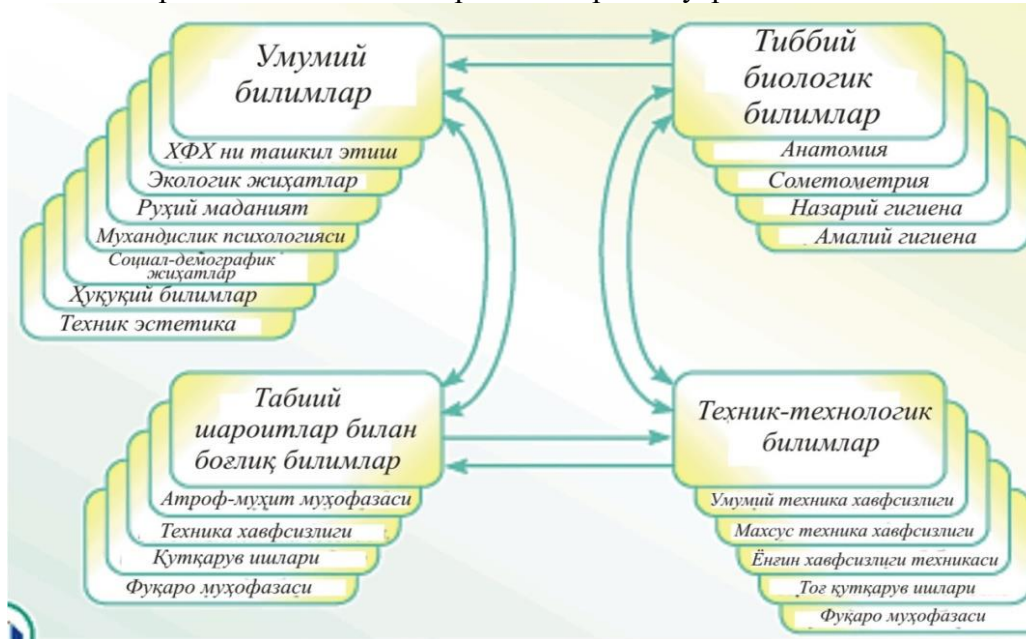 Умумий
билимлар
ХФХ ни ташкил этиш
Экологик жиҳатлар
Руҳий маданият
Мухандислик психологияси
Социал-демографик
жиҳатлар
Ҳуқуқий билимлар
Техник эстетика
Тиббий
биологик
билимлар
Анатомия
Сометометрия
Назарий гигиена
Амалий гигиена
Табиий
шароитлар билан
боғлиқ билимлар
Атроф-муҳит муҳофазаси
Техника хавфсизлиги
Қутқарув ишлари
Фуқаро муҳофазаси
Техник-технологик
билимлар
Умумий техника хавфсизлиги
Махсус техника хавфсизлиги
Ёнғин хавфсизлиги техникаси
Тоғ қутқарув ишлари
Фуқаро муҳофазаси